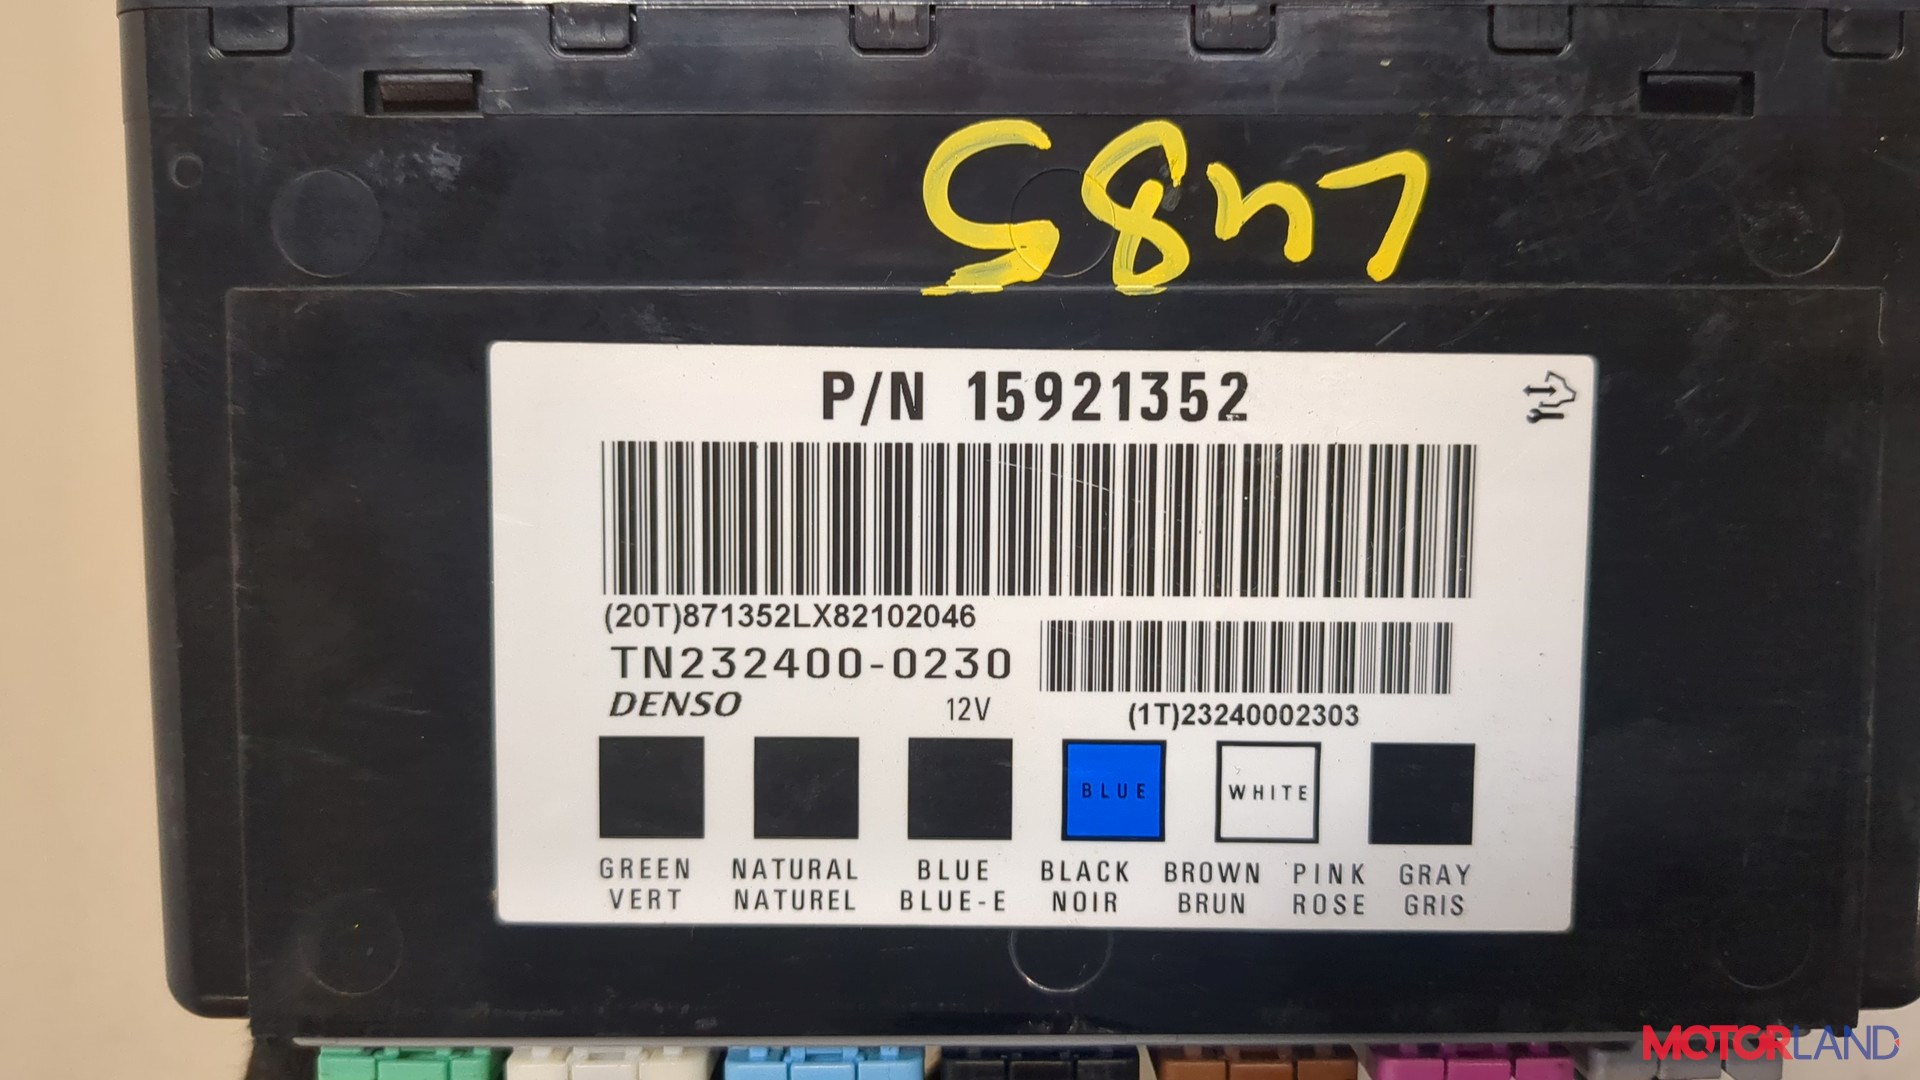 P/N 15921352
(20T)871352LX82102046
TN232400-0230
DENSO 12V
(1T)23240002303
BLUE WHITE
GREEN NATURAL BLUE BLACK BROWN PINK GRAY
VERT NATUREL BLUE-E NOIR BRUN ROSE GRIS
MOTORLAND